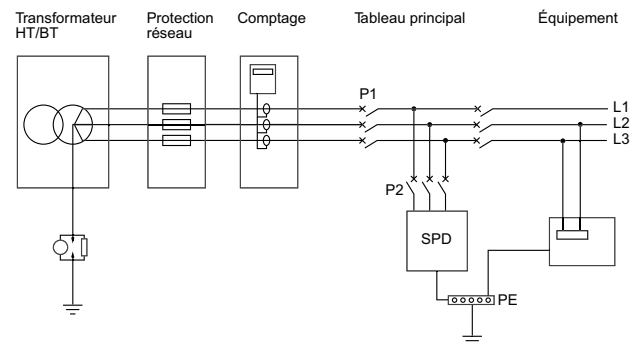 Transformateur
HT/BT
Protection
réseau
Comptage
Tableau principal
Équipement
P1
L1
L2
L3
P2
SPD
PE